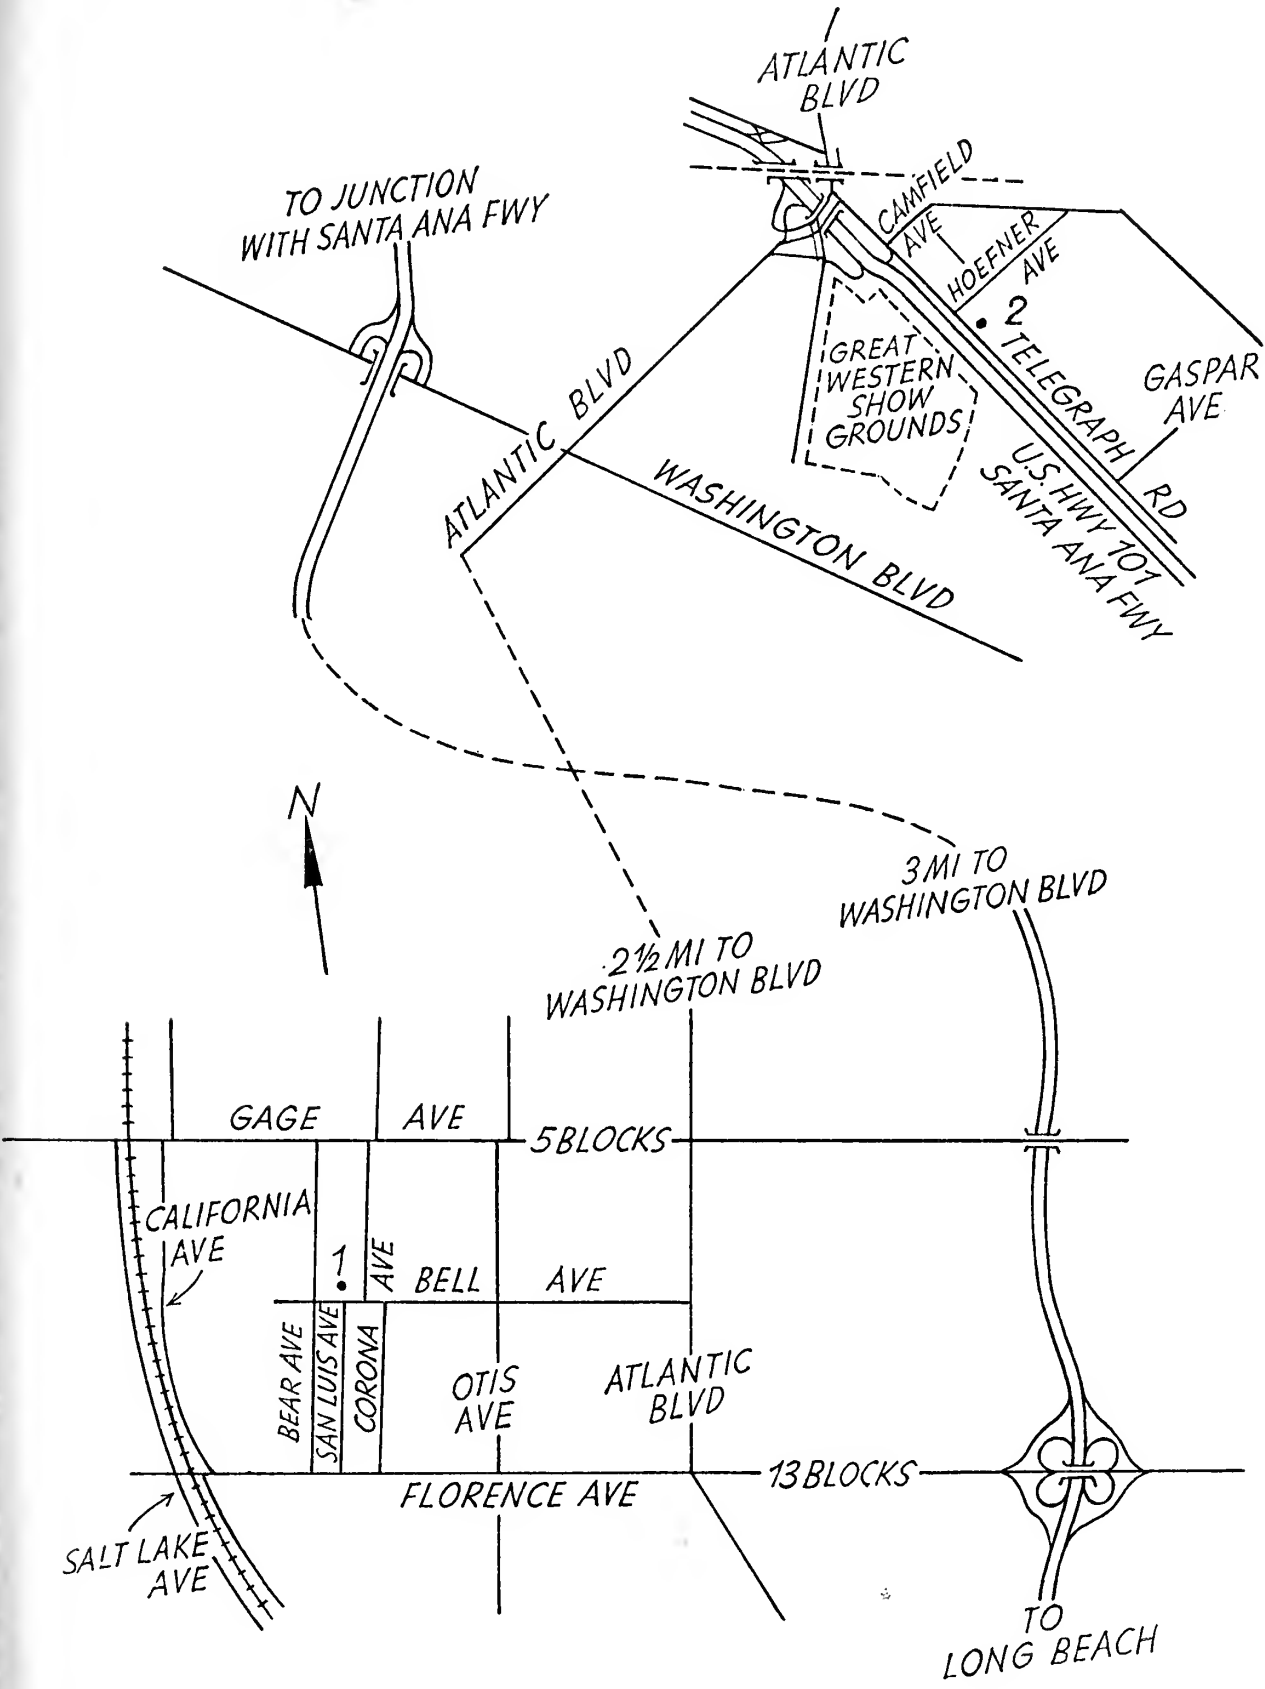 ATLANTIC
BLVD
TO JUNCTION
WITH SANTA ANA FWY
CAMFIELD
AVE
HOEFNER
AVE
2
TELEGRAPH RD
GASPAR
AVE
GREAT
WESTERN
SHOW
GROUNDS
U.S. HWY 101
SANTA ANA FWY
ATLANTIC BLVD
WASHINGTON BLVD
N
3 MI TO
WASHINGTON BLVD
2½ MI TO
WASHINGTON BLVD
GAGE AVE
5 BLOCKS
CALIFORNIA
AVE
1
BELL AVE
BEAR AVE
SAN LUIS AVE
CORONA AVE
OTIS
AVE
ATLANTIC
BLVD
13 BLOCKS
FLORENCE AVE
SALT LAKE
AVE
TO
LONG BEACH